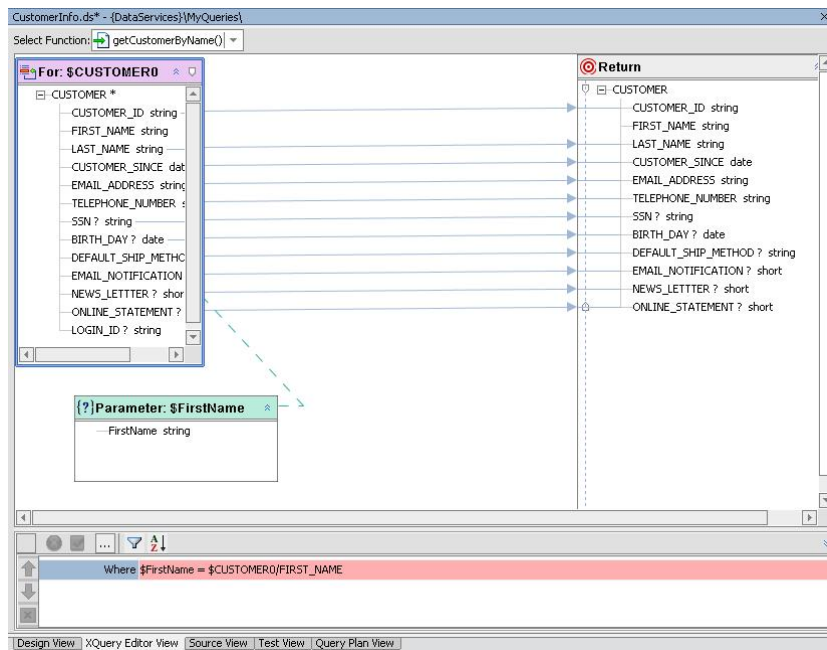 CustomerInfo.ds* - {DataServices}\MyQueries\
Select Function: getCustomerByName()
For: $CUSTOMER0
CUSTOMER *
CUSTOMER_ID string
FIRST_NAME string
LAST_NAME string
CUSTOMER_SINCE dat
EMAIL_ADDRESS string
TELEPHONE_NUMBER s
SSN ? string
BIRTH_DAY ? date
DEFAULT_SHIP_METHC
EMAIL_NOTIFICATION
NEWS_LETTTER ? shor
ONLINE_STATEMENT ?
LOGIN_ID ? string
{?}Parameter: $FirstName
FirstName string
Return
CUSTOMER
CUSTOMER_ID string
FIRST_NAME string
LAST_NAME string
CUSTOMER_SINCE date
EMAIL_ADDRESS string
TELEPHONE_NUMBER string
SSN ? string
BIRTH_DAY ? date
DEFAULT_SHIP_METHOD ? string
EMAIL_NOTIFICATION ? short
NEWS_LETTTER ? short
ONLINE_STATEMENT ? short
... A Z
Where $FirstName = $CUSTOMER0/FIRST_NAME
Design View XQuery Editor View Source View Test View Query Plan View